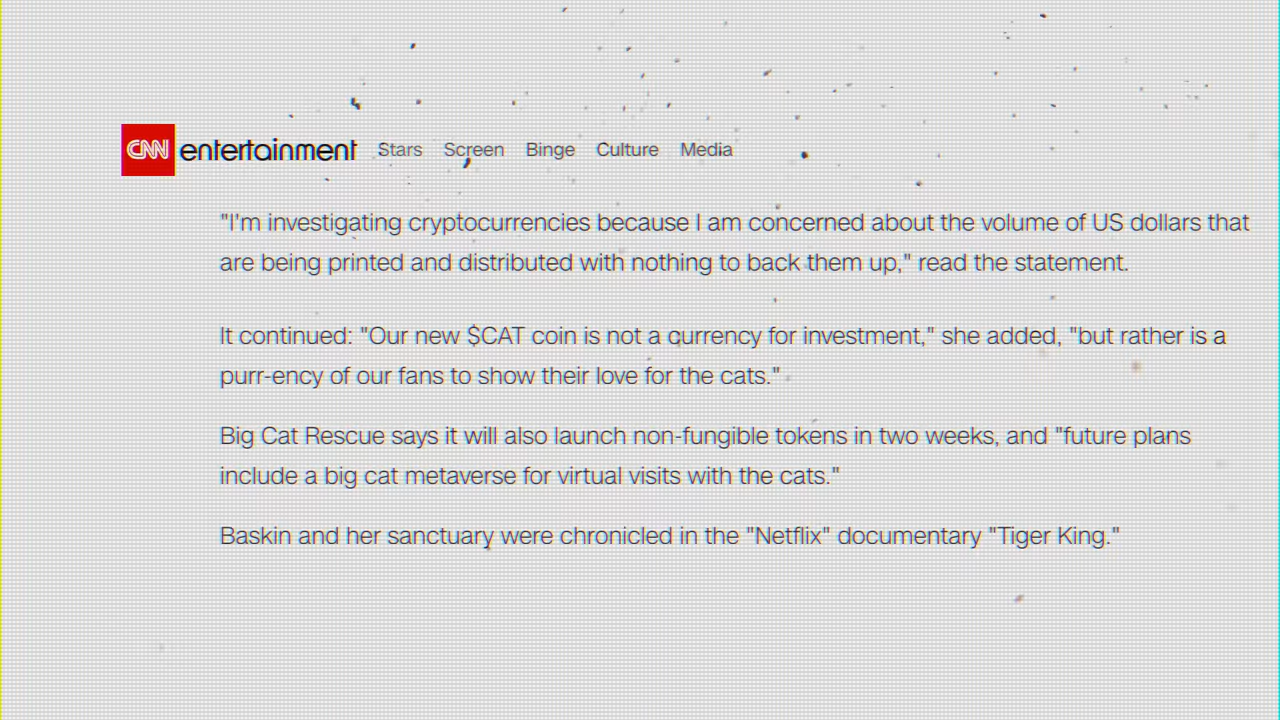 CNN entertainment Stars Screen Binge Culture Media
"I'm investigating cryptocurrencies because I am concerned about the volume of US dollars that
are being printed and distributed with nothing to back them up," read the statement.
It continued: "Our new $CAT coin is not a currency for investment," she added, "but rather is a
purr-ency of our fans to show their love for the cats."
Big Cat Rescue says it will also launch non-fungible tokens in two weeks, and "future plans
include a big cat metaverse for virtual visits with the cats."
Baskin and her sanctuary were chronicled in the "Netflix" documentary "Tiger King."